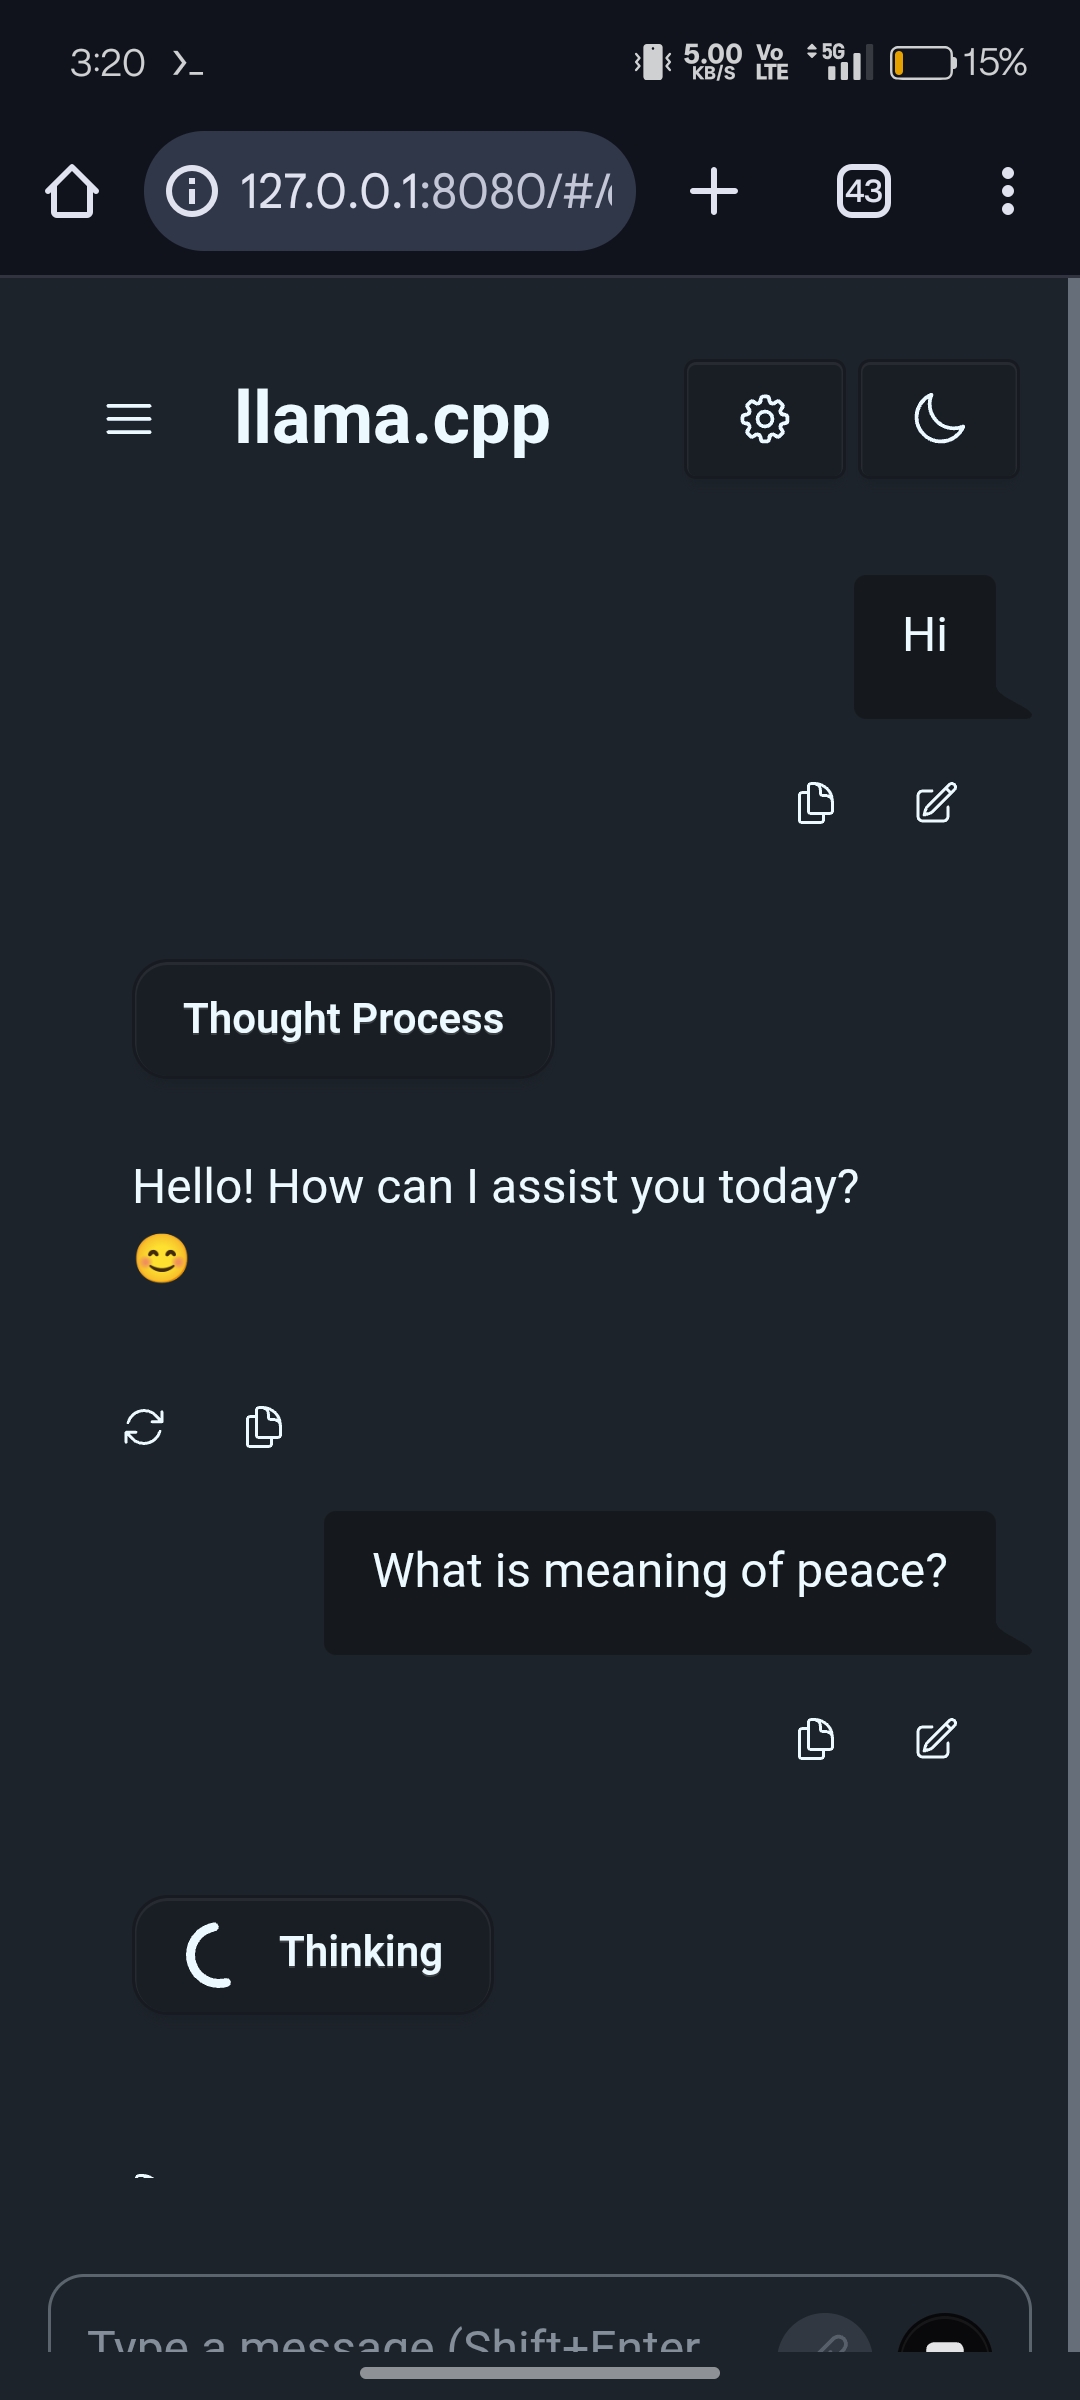 3:20
5.00 KB/S
Vo LTE
5G
15%
127.0.0.1:8080/#/
43
llama.cpp
Hi
Thought Process
Hello! How can I assist you today?
😊
What is meaning of peace?
Thinking
Type a message (Shift+Enter